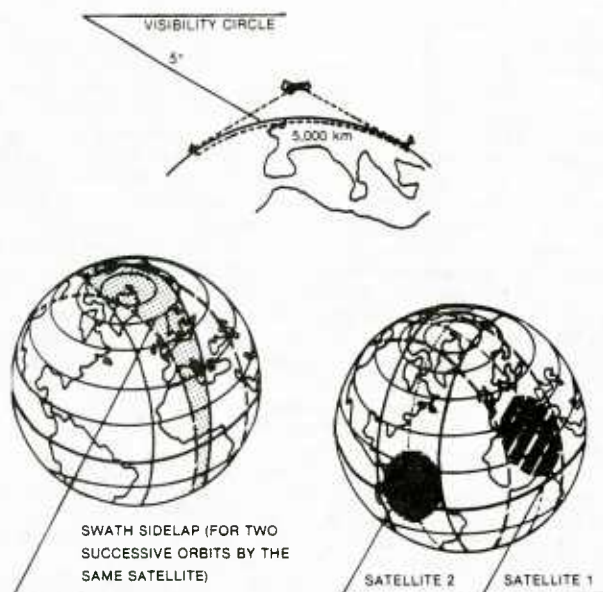 VISIBILITY CIRCLE
5°
5,000 km
SWATH SIDELAP (FOR TWO
SUCCESSIVE ORBITS BY THE
SAME SATELLITE)
SATELLITE 2
SATELLITE 1